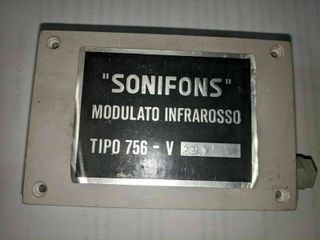 "SONIFONS"
MODULATO INFRAROSSO
TIPO 756 - V